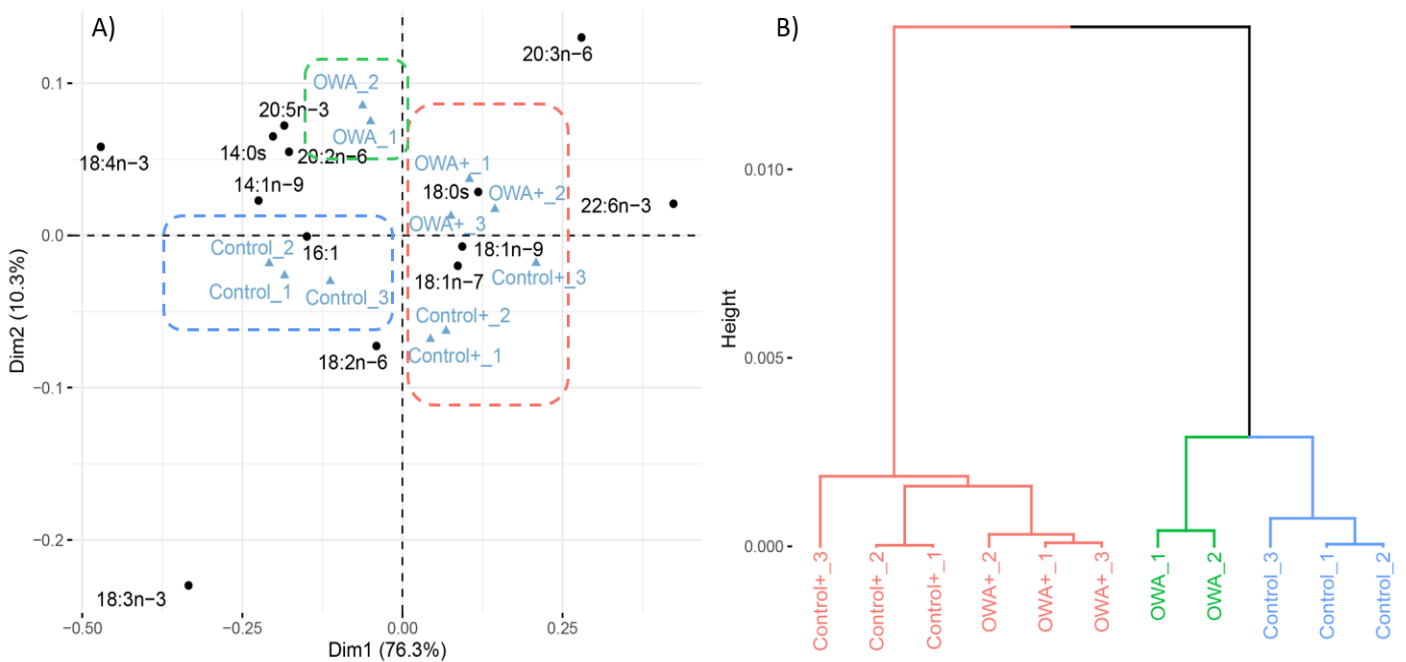 A)
20:3n−6
0.1
OWA_2
20:5n−3
OWA_1
14:0s
20:2n−6
18:4n−3
OWA+_1
14:1n−9
18:0s
OWA+_2
22:6n−3
OWA+_3
0.0
Control_2
16:1
18:1n−9
18:1n−7
Control+_3
Control_1
Control_3
Control+_2
18:2n−6
Control+_1
−0.1
−0.2
18:3n−3
Dim2 (10.3%)
−0.50
−0.25
0.00
0.25
Dim1 (76.3%)
B)
0.010
0.005
0.000
Height
Control+_3
Control+_2
Control+_1
OWA+_2
OWA+_1
OWA+_3
OWA_1
OWA_2
Control_3
Control_1
Control_2